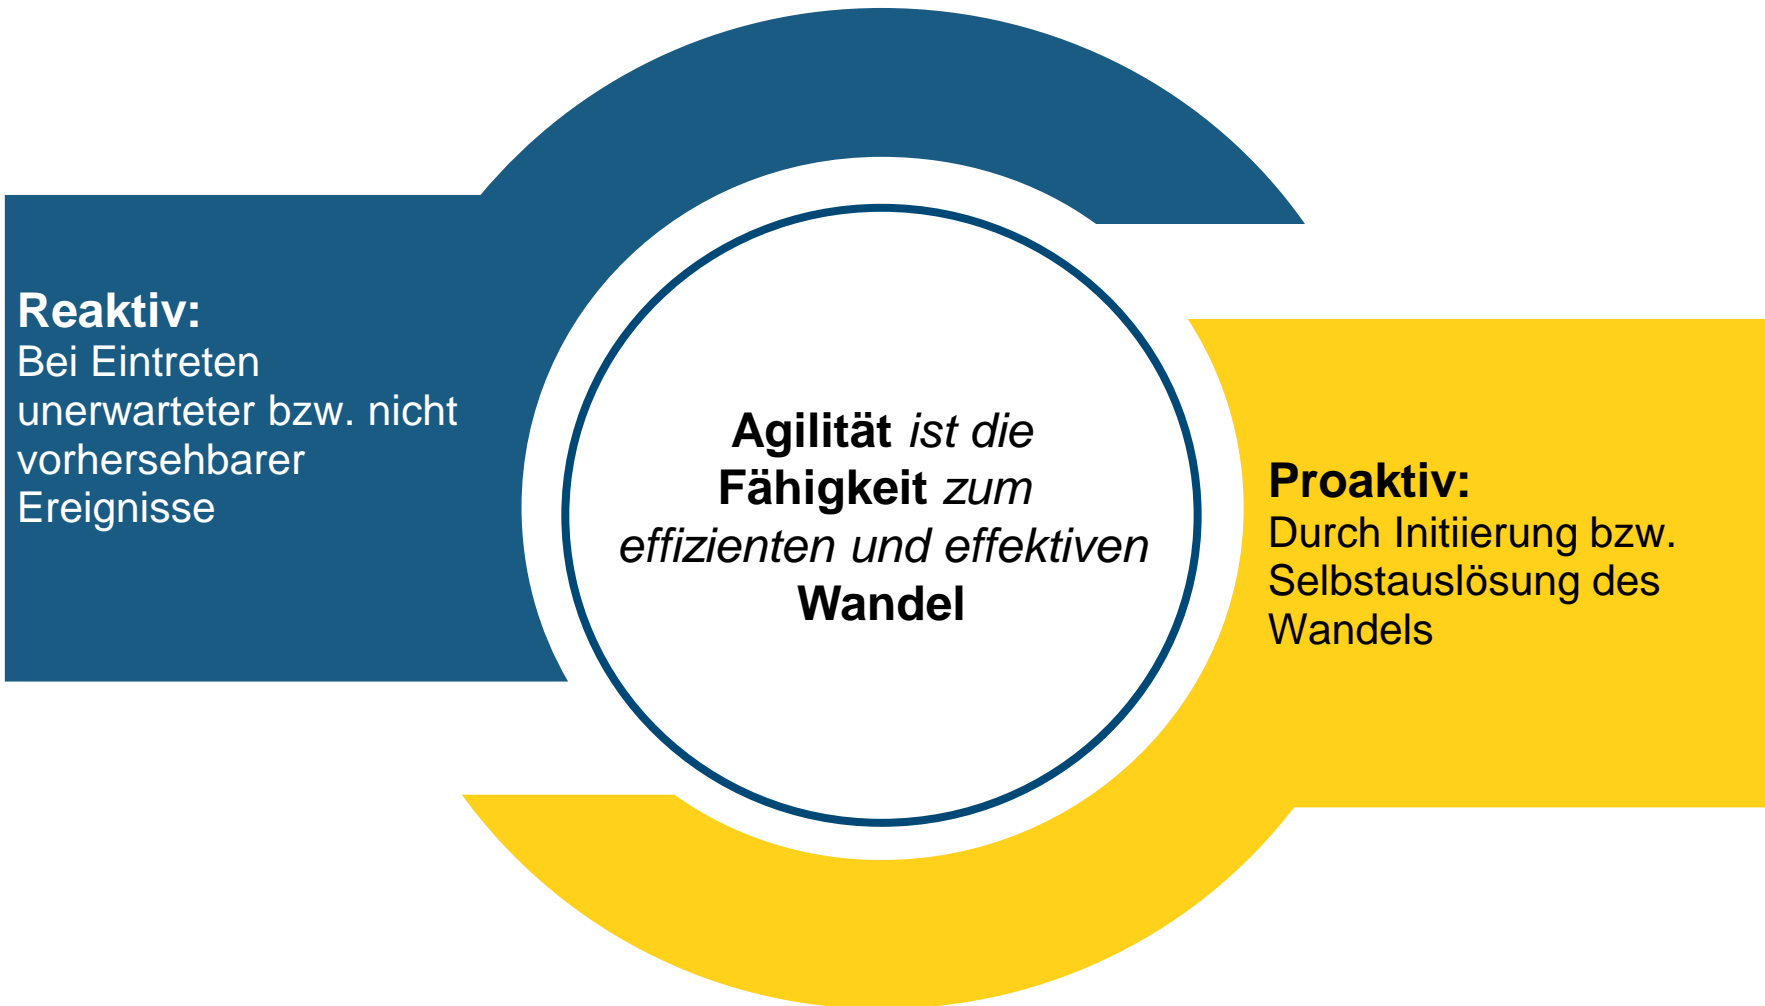 Reaktiv:
Bei Eintreten
unerwarteter bzw. nicht
vorhersehbarer
Ereignisse
Agilität ist die
Fähigkeit zum
effizienten und effektiven
Wandel
Proaktiv:
Durch Initiierung bzw.
Selbstauslösung des
Wandels